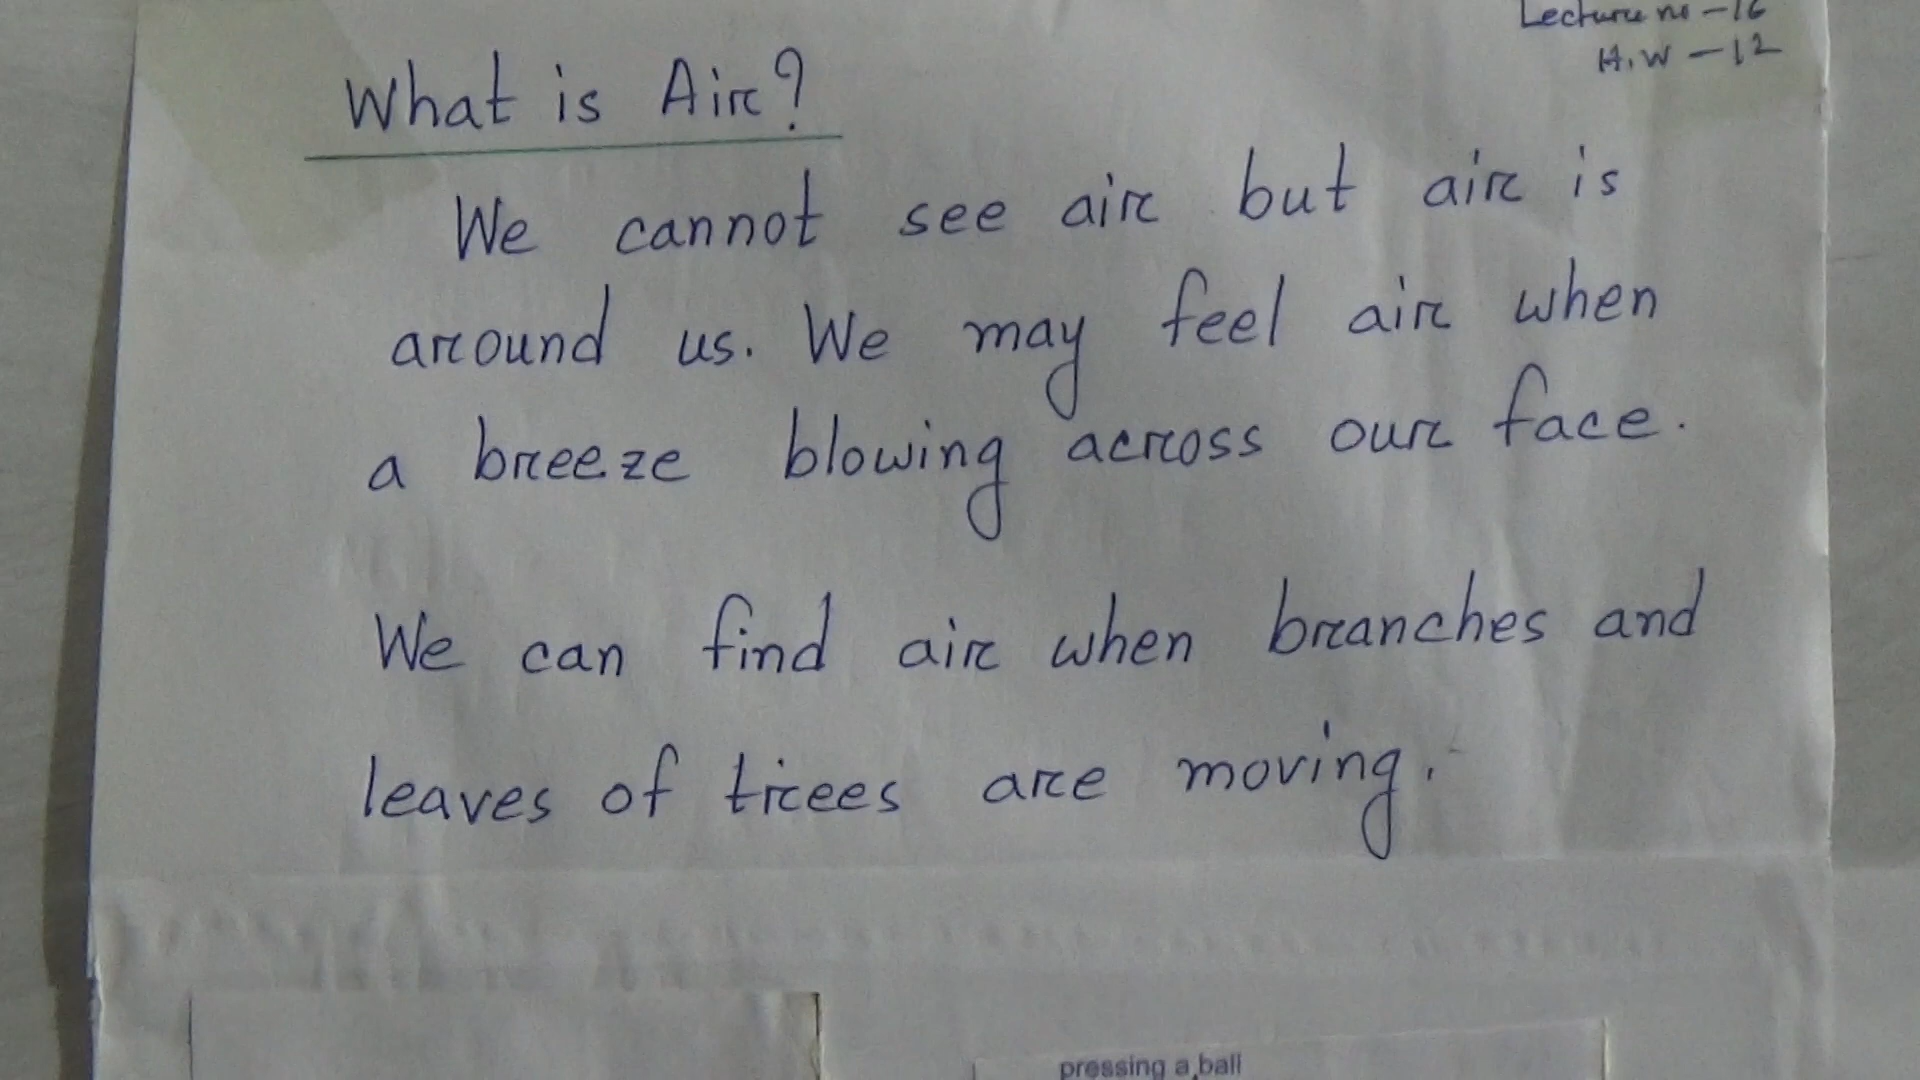 Lecture no - 16
H.W - 12
What is Air?
We cannot see air but air is
around us. We may feel air when
a breeze blowing across our face.
We can find air when branches and
leaves of trees are moving.
pressing a ball